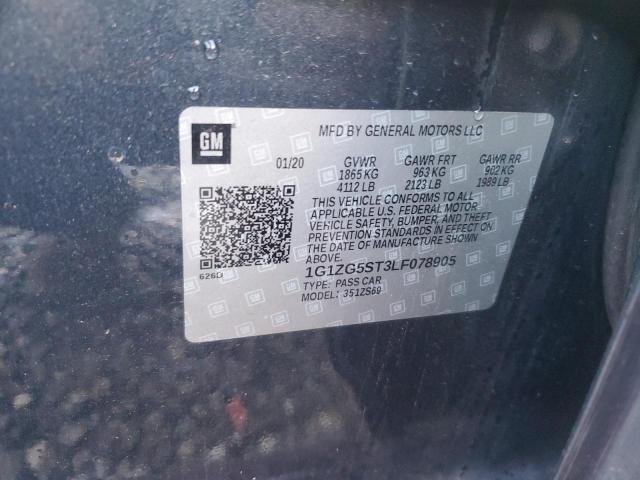 GM
MFD BY GENERAL MOTORS LLC
01/20 GVWR GAWR FRT GAWR RR
1865 KG 963 KG 902 KG
4112 LB 2123 LB 1989 LB
THIS VEHICLE CONFORMS TO ALL
APPLICABLE U.S. FEDERAL MOTOR
VEHICLE SAFETY, BUMPER, AND THEFT
PREVENTION STANDARDS IN EFFECT ON
THE DATE OF MANUFACTURE SHOWN
ABOVE.
1G1ZG5ST3LF078905
TYPE: PASS CAR
MODEL: 351ZS69